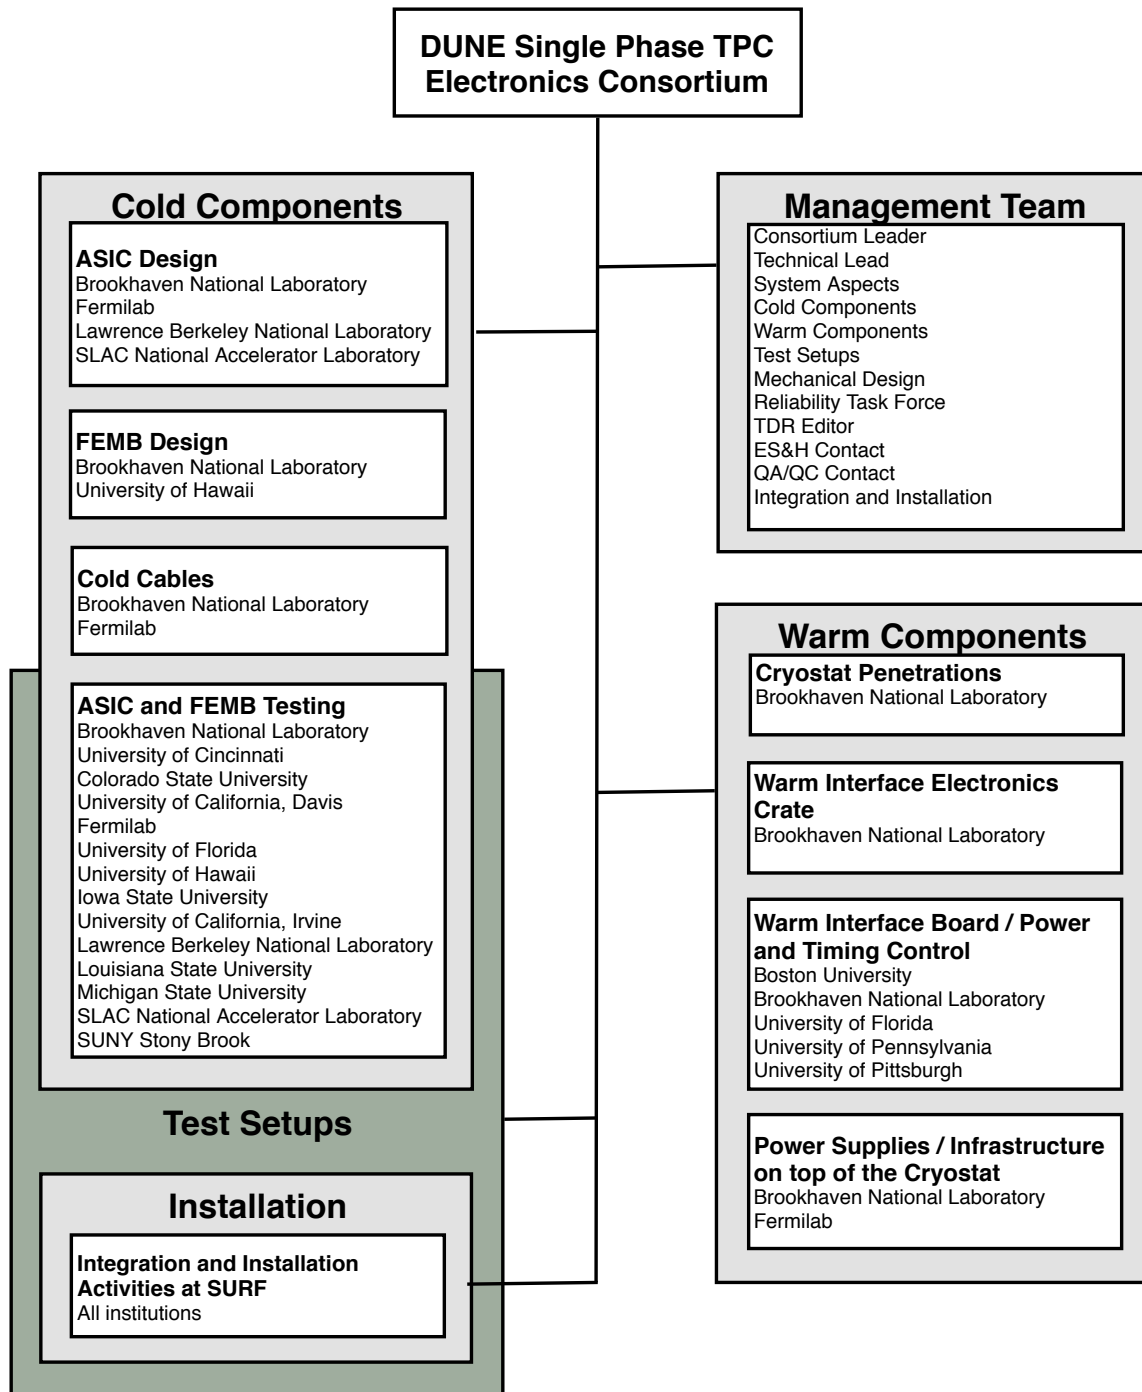 DUNE Single Phase TPC
Electronics Consortium
Cold Components
ASIC Design
Brookhaven National Laboratory
Fermilab
Lawrence Berkeley National Laboratory
SLAC National Accelerator Laboratory
FEMB Design
Brookhaven National Laboratory
University of Hawaii
Cold Cables
Brookhaven National Laboratory
Fermilab
ASIC and FEMB Testing
Brookhaven National Laboratory
University of Cincinnati
Colorado State University
University of California, Davis
Fermilab
University of Florida
University of Hawaii
Iowa State University
University of California, Irvine
Lawrence Berkeley National Laboratory
Louisiana State University
Michigan State University
SLAC National Accelerator Laboratory
SUNY Stony Brook
Test Setups
Installation
Integration and Installation
Activities at SURF
All institutions
Management Team
Consortium Leader
Technical Lead
System Aspects
Cold Components
Warm Components
Test Setups
Mechanical Design
Reliability Task Force
TDR Editor
ES&H Contact
QA/QC Contact
Integration and Installation
Warm Components
Cryostat Penetrations
Brookhaven National Laboratory
Warm Interface Electronics
Crate
Brookhaven National Laboratory
Warm Interface Board / Power
and Timing Control
Boston University
Brookhaven National Laboratory
University of Florida
University of Pennsylvania
University of Pittsburgh
Power Supplies / Infrastructure
on top of the Cryostat
Brookhaven National Laboratory
Fermilab